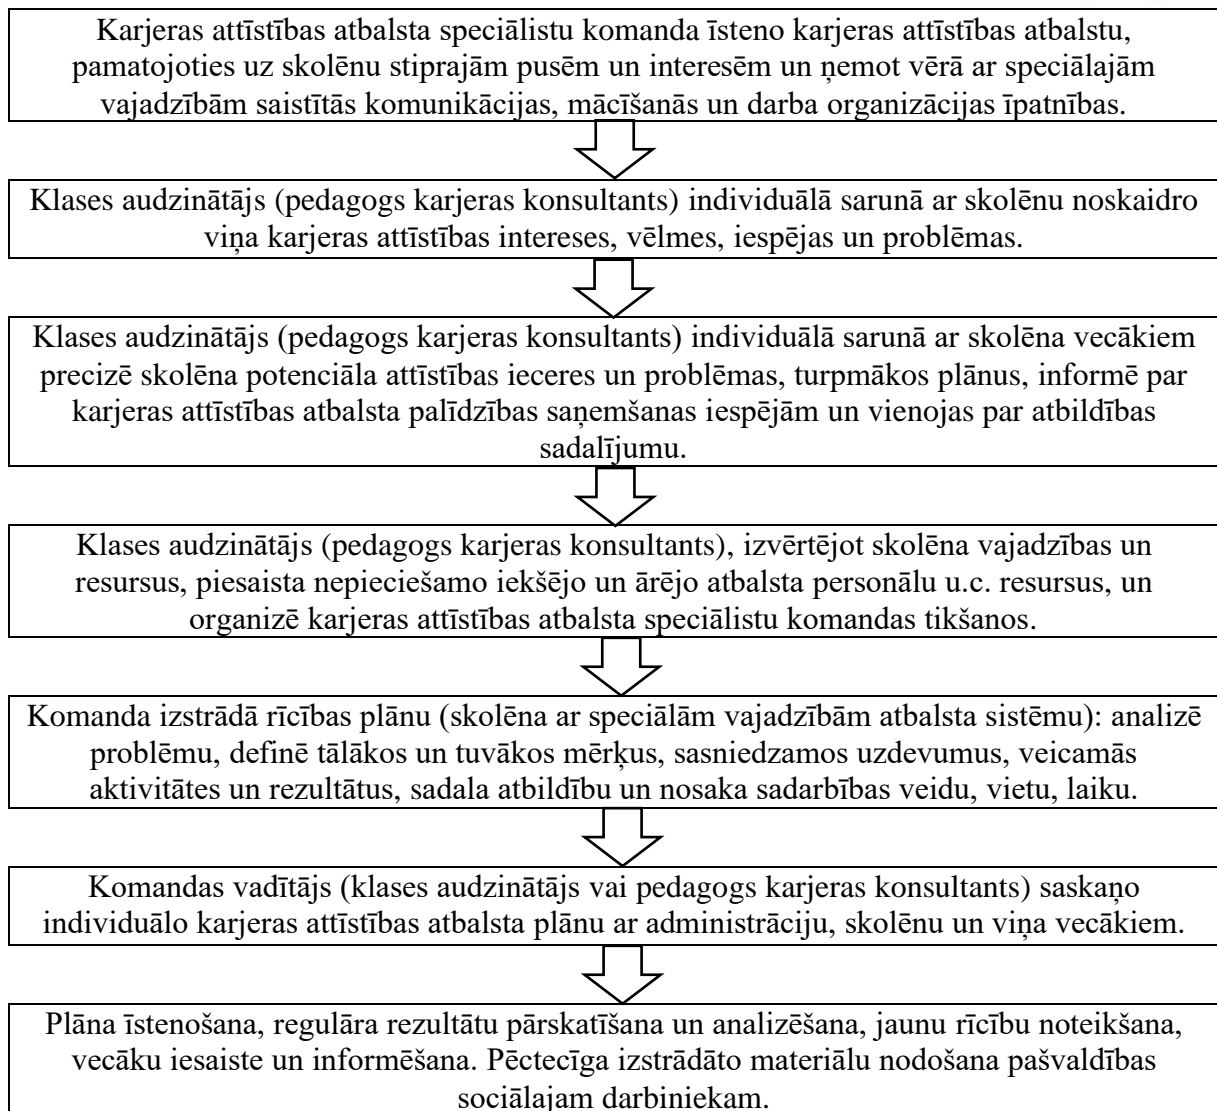 Karjeras attīstības atbalsta speciālistu komanda īsteno karjeras attīstības atbalstu,
pamatojoties uz skolēnu stiprajām pusēm un interesēm un ņemot vērā ar speciālajām
vajadzībām saistītās komunikācijas, mācīšanās un darba organizācijas īpatnības.
Klases audzinātājs (pedagogs karjeras konsultants) individuālā sarunā ar skolēnu noskaidro
viņa karjeras attīstības intereses, vēlmes, iespējas un problēmas.
Klases audzinātājs (pedagogs karjeras konsultants) individuālā sarunā ar skolēna vecākiem
precizē skolēna potenciāla attīstības ieceres un problēmas, turpmākos plānus, informē par
karjeras attīstības atbalsta palīdzības saņemšanas iespējām un vienojas par atbildības
sadalījumu.
Klases audzinātājs (pedagogs karjeras konsultants), izvērtējot skolēna vajadzības un
resursus, piesaista nepieciešamo iekšējo un ārējo atbalsta personālu u.c. resursus, un
organizē karjeras attīstības atbalsta speciālistu komandas tikšanos.
Komanda izstrādā rīcības plānu (skolēna ar speciālām vajadzībām atbalsta sistēmu): analizē
problēmu, definē tālākos un tuvākos mērķus, sasniedzamos uzdevumus, veicamās
aktivitātes un rezultātus, sadala atbildību un nosaka sadarbības veidu, vietu, laiku.
Komandas vadītājs (klases audzinātājs vai pedagogs karjeras konsultants) saskaņo
individuālo karjeras attīstības atbalsta plānu ar administrāciju, skolēnu un viņa vecākiem.
Plāna īstenošana, regulāra rezultātu pārskatīšana un analizēšana, jaunu rīcību noteikšana,
vecāku iesaiste un informēšana. Pēctecīga izstrādāto materiālu nodošana pašvaldības
sociālajam darbiniekam.